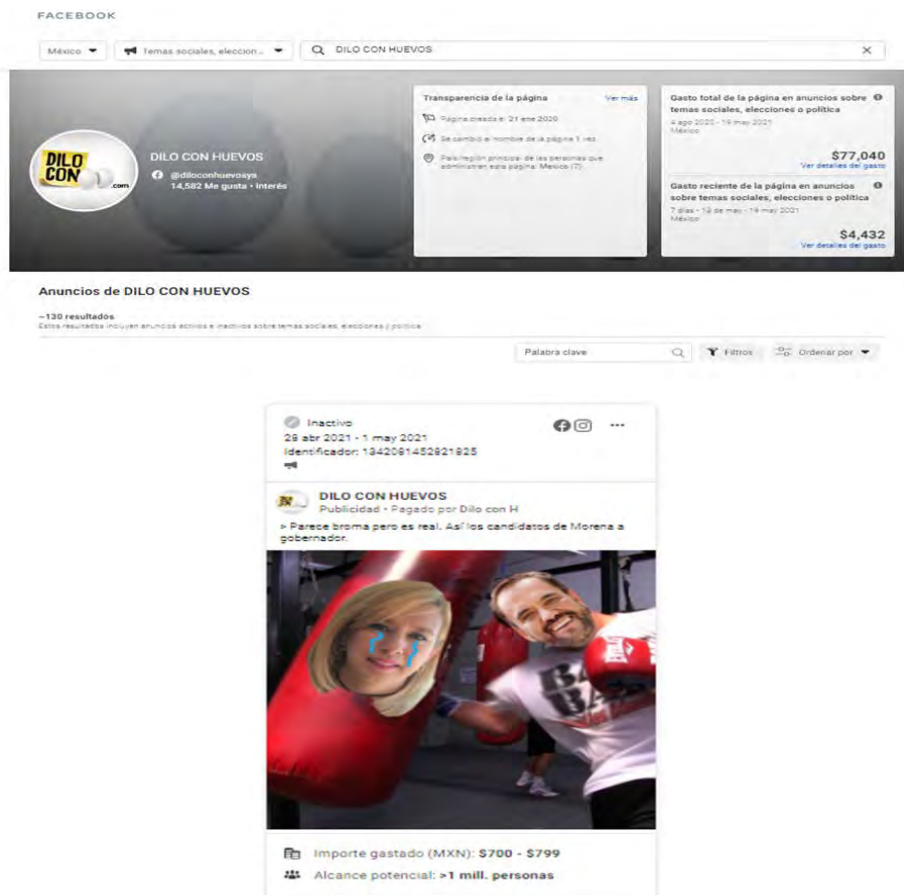 FACEBOOK
México
Temas sociales, eleccion...
DILO CON HUEVOS
DILO
CON
.com
DILO CON HUEVOS
@diloconhuevosya
14,582 Me gusta • Interés
Transparencia de la página
Ver más
Página creada el 21 ene 2020
Se cambió el nombre de la página 1 vez
País/región principal de las personas que
administran esta página: México (7)
Gasto total de la página en anuncios sobre
temas sociales, elecciones o política
4 ago 2020 - 19 may 2021
México
$77,040
Ver detalles del gasto
Gasto reciente de la página en anuncios
sobre temas sociales, elecciones o política
7 días - 13 de may - 19 may 2021
México
$4,432
Ver detalles del gasto
Anuncios de DILO CON HUEVOS
~130 resultados
Estos resultados incluyen anuncios activos e inactivos sobre temas sociales, elecciones y política
Palabra clave
Filtros
Ordenar por
Inactivo
28 abr 2021 - 1 may 2021
Identificador: 1342081452821825
DILO CON HUEVOS
Publicidad • Pagado por Dilo con H
» Parece broma pero es real. Así los candidatos de Morena a
gobernador.
Importe gastado (MXN): $700 - $799
Alcance potencial: >1 mill. personas